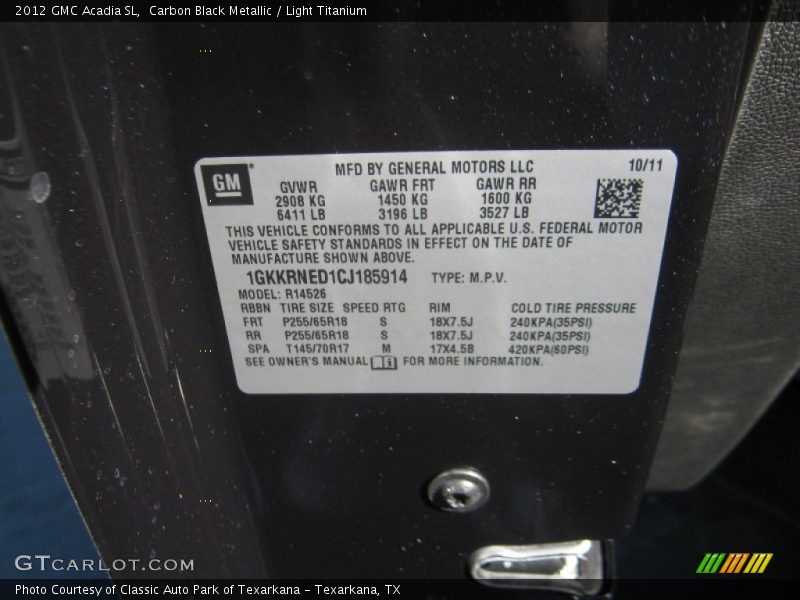 2012 GMC Acadia SL,  Carbon Black Metallic / Light Titanium
GM
MFD BY GENERAL MOTORS LLC 10/11
GVWR GAWR FRT GAWR RR
2908 KG 1450 KG 1600 KG
6411 LB 3196 LB 3527 LB
THIS VEHICLE CONFORMS TO ALL APPLICABLE U.S. FEDERAL MOTOR
VEHICLE SAFETY STANDARDS IN EFFECT ON THE DATE OF
MANUFACTURE SHOWN ABOVE.
1GKKRNED1CJ185914 TYPE: M.P.V.
MODEL: R14526
RBBN TIRE SIZE SPEED RTG RIM COLD TIRE PRESSURE
FRT P255/65R18 S 18X7.5J 240KPA(35PSI)
RR P255/65R18 S 18X7.5J 240KPA(35PSI)
SPA T145/70R17 M 17X4.5B 420KPA(60PSI)
SEE OWNER'S MANUAL FOR MORE INFORMATION.
GTCARLOT.COM
Photo Courtesy of Classic Auto Park of Texarkana - Texarkana, TX